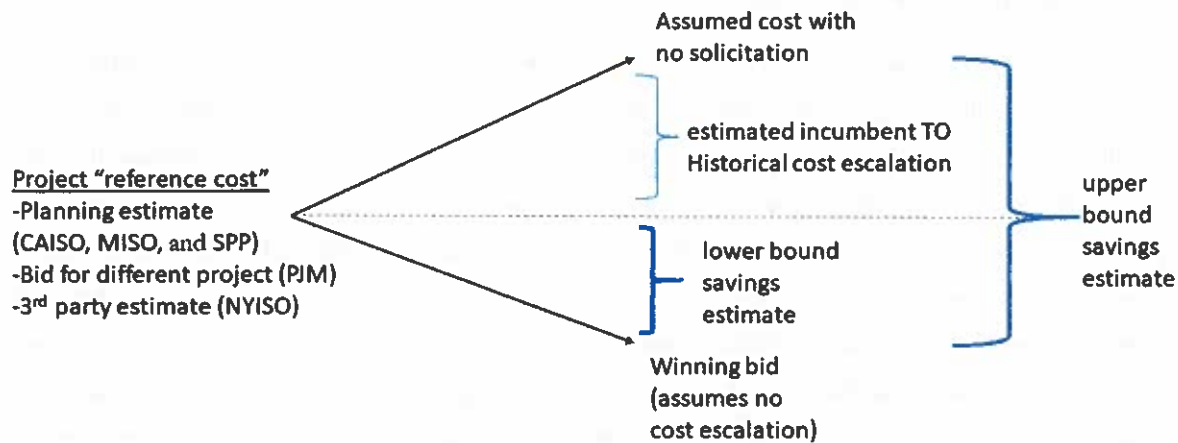 Assumed cost with
no solicitation
estimated incumbent TO
Historical cost escalation
Project "reference cost"
-Planning estimate
(CAISO, MISO, and SPP)
-Bid for different project (PJM)
-3rd party estimate (NYISO)
lower bound
savings
estimate
upper
bound
savings
estimate
Winning bid
(assumes no
cost escalation)